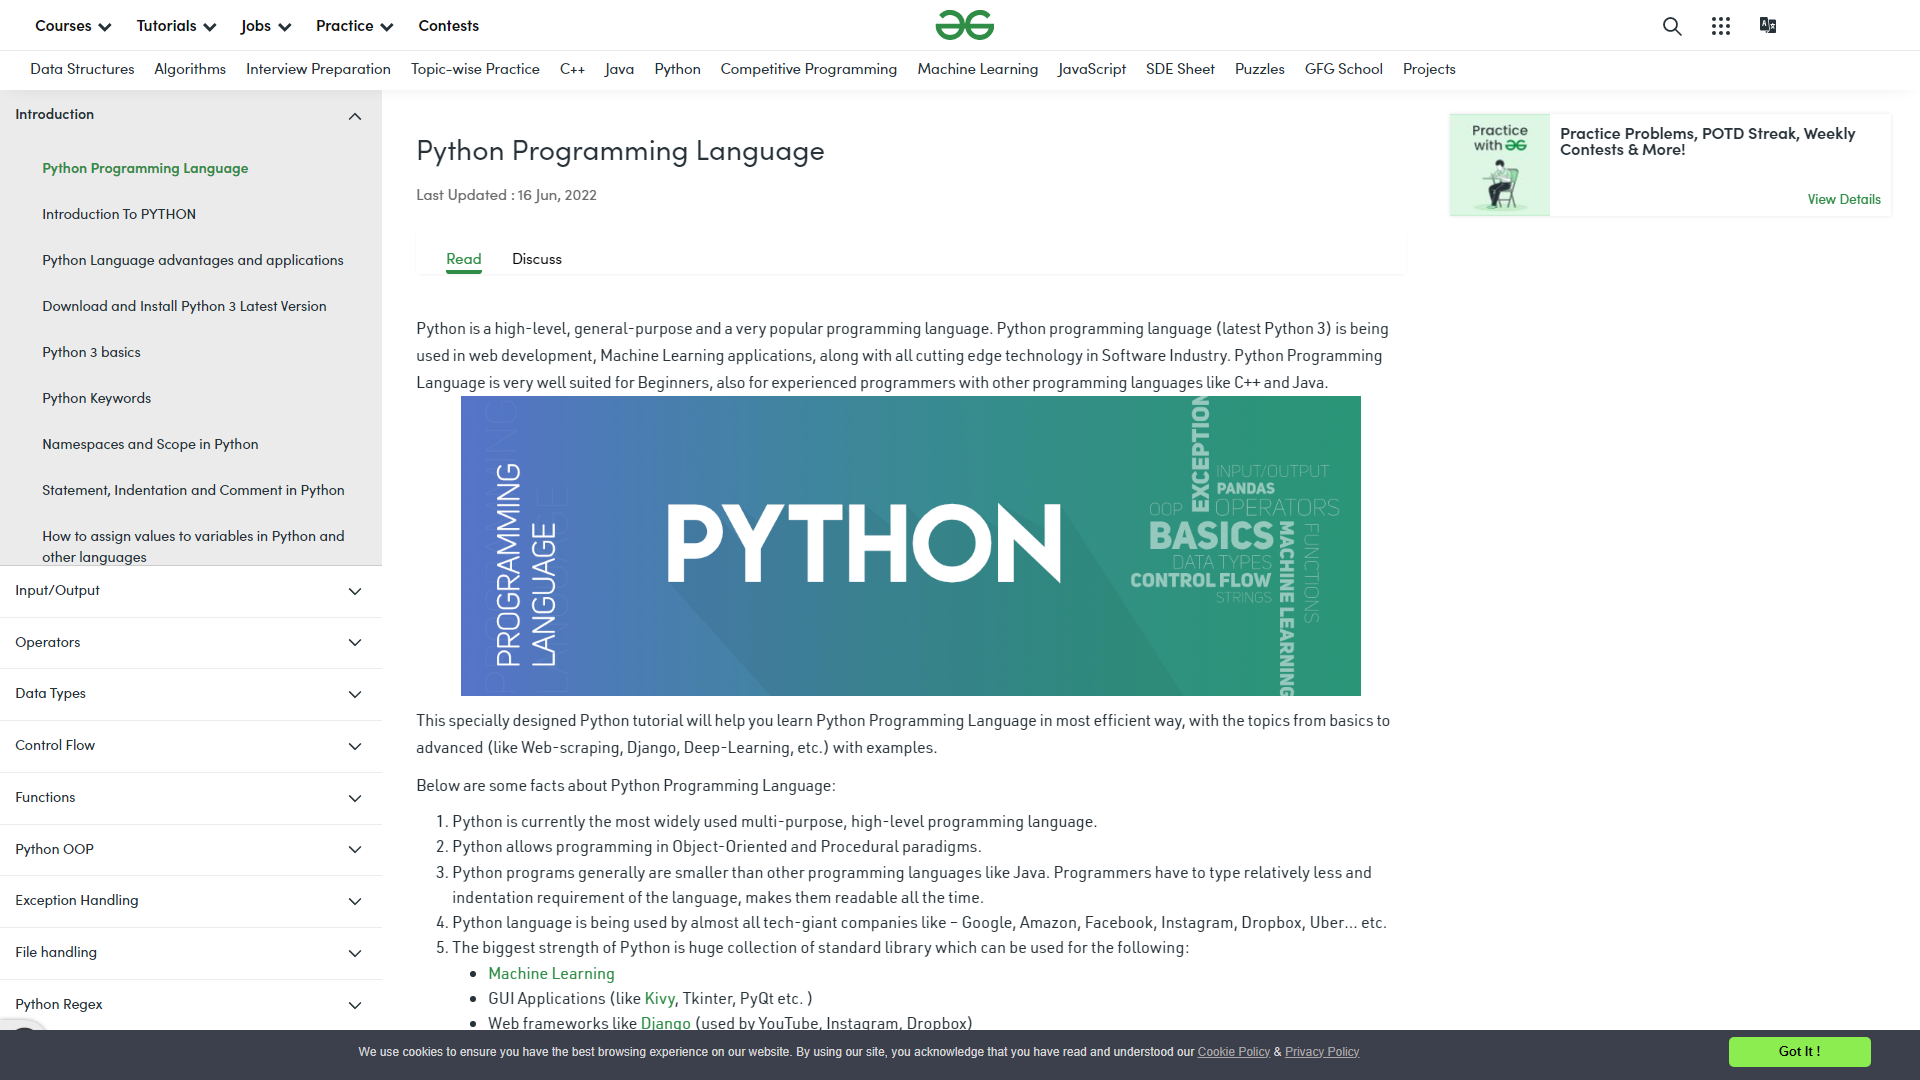 Courses Tutorials Jobs Practice Contests
Data Structures Algorithms Interview Preparation Topic-wise Practice C++ Java Python Competitive Programming Machine Learning JavaScript SDE Sheet Puzzles GFG School Projects
Introduction
Python Programming Language
Introduction To PYTHON
Python Language advantages and applications
Download and Install Python 3 Latest Version
Python 3 basics
Python Keywords
Namespaces and Scope in Python
Statement, Indentation and Comment in Python
How to assign values to variables in Python and
other languages
Input/Output
Operators
Data Types
Control Flow
Functions
Python OOP
Exception Handling
File handling
Python Regex
Python Programming Language
Last Updated : 16 Jun, 2022
Read Discuss
Python is a high-level, general-purpose and a very popular programming language. Python programming language (latest Python 3) is being
used in web development, Machine Learning applications, along with all cutting edge technology in Software Industry. Python Programming
Language is very well suited for Beginners, also for experienced programmers with other programming languages like C++ and Java.
PROGRAMMING
LANGUAGE
PROGRAMMING
LANGUAGE
PYTHON
EXCEPTION
INPUT/OUTPUT
PANDAS
OOP OPERATORS
BASICS
DATA TYPES
CONTROL FLOW
STRINGS
MACHINE LEARNING
FUNCTIONS
This specially designed Python tutorial will help you learn Python Programming Language in most efficient way, with the topics from basics to
advanced (like Web-scraping, Django, Deep-Learning, etc.) with examples.
Below are some facts about Python Programming Language:
1. Python is currently the most widely used multi-purpose, high-level programming language.
2. Python allows programming in Object-Oriented and Procedural paradigms.
3. Python programs generally are smaller than other programming languages like Java. Programmers have to type relatively less and
indentation requirement of the language, makes them readable all the time.
4. Python language is being used by almost all tech-giant companies like – Google, Amazon, Facebook, Instagram, Dropbox, Uber… etc.
5. The biggest strength of Python is huge collection of standard library which can be used for the following:
• Machine Learning
• GUI Applications (like Kivy, Tkinter, PyQt etc. )
• Web frameworks like Django (used by YouTube, Instagram, Dropbox)
Practice
with
Practice Problems, POTD Streak, Weekly
Contests & More!
View Details
We use cookies to ensure you have the best browsing experience on our website. By using our site, you acknowledge that you have read and understood our Cookie Policy & Privacy Policy
Got It !